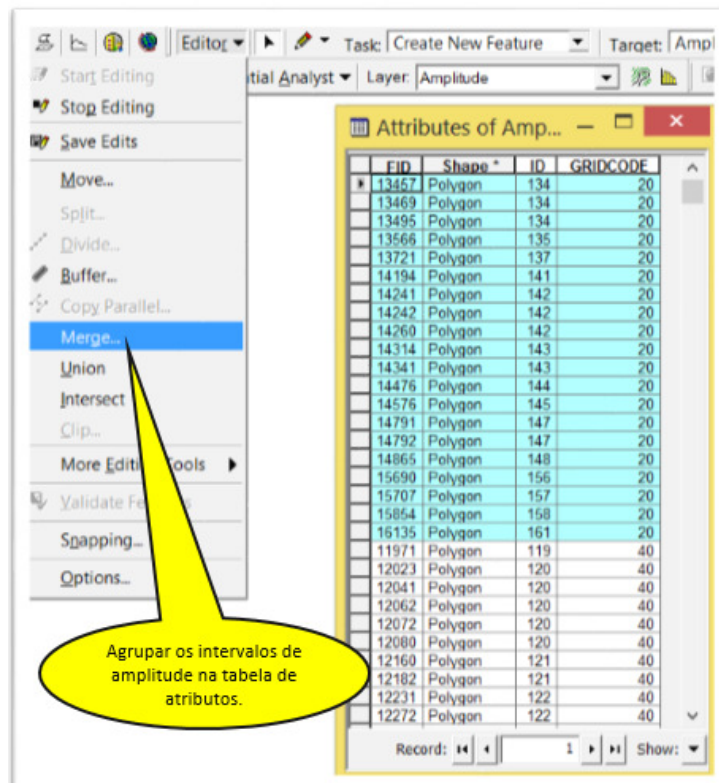 Editor Task: Create New Feature Target: Ampl
Start Editing
tial Analyst Layer: Amplitude
Stop Editing
Save Edits
Move...
Split...
Divide...
Buffer...
Copy Parallel...
Merge...
Union
Intersect
Clip...
More Editi Tools
Validate Fe s
Snapping...
Options...
Agrupar os intervalos de
amplitude na tabela de
atributos.
Attributes of Amp...
FID Shape * ID GRIDCODE
13457 Polygon 134 20
13469 Polygon 134 20
13495 Polygon 134 20
13566 Polygon 135 20
13721 Polygon 137 20
14194 Polygon 141 20
14241 Polygon 142 20
14242 Polygon 142 20
14260 Polygon 142 20
14314 Polygon 143 20
14341 Polygon 143 20
14476 Polygon 144 20
14576 Polygon 145 20
14791 Polygon 147 20
14792 Polygon 147 20
14865 Polygon 148 20
15690 Polygon 156 20
15707 Polygon 157 20
15854 Polygon 158 20
16135 Polygon 161 20
11971 Polygon 119 40
12023 Polygon 120 40
12041 Polygon 120 40
12062 Polygon 120 40
12072 Polygon 120 40
12080 Polygon 120 40
12160 Polygon 121 40
12182 Polygon 121 40
12231 Polygon 122 40
12272 Polygon 122 40
Record: 1 Show: